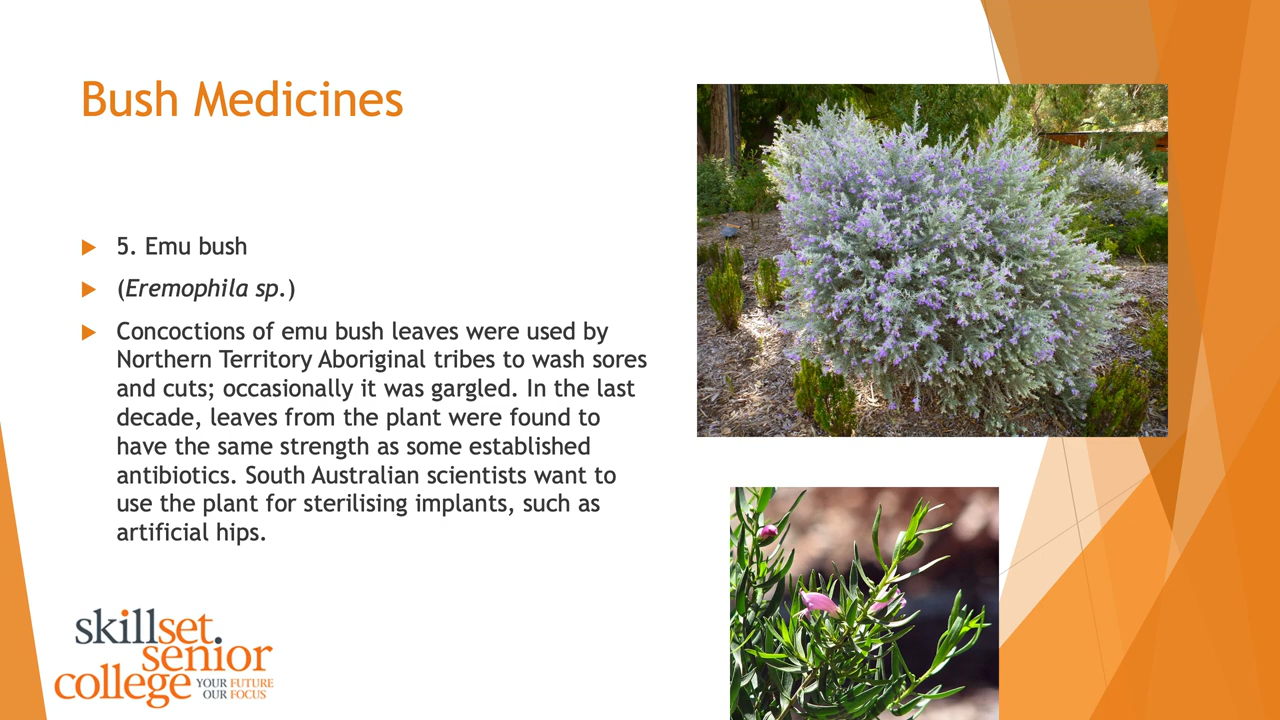 Bush Medicines
5. Emu bush
(Eremophila sp.)
Concoctions of emu bush leaves were used by
Northern Territory Aboriginal tribes to wash sores
and cuts; occasionally it was gargled. In the last
decade, leaves from the plant were found to
have the same strength as some established
antibiotics. South Australian scientists want to
use the plant for sterilising implants, such as
artificial hips.
skillset.
senior
college YOUR FUTURE
OUR FOCUS